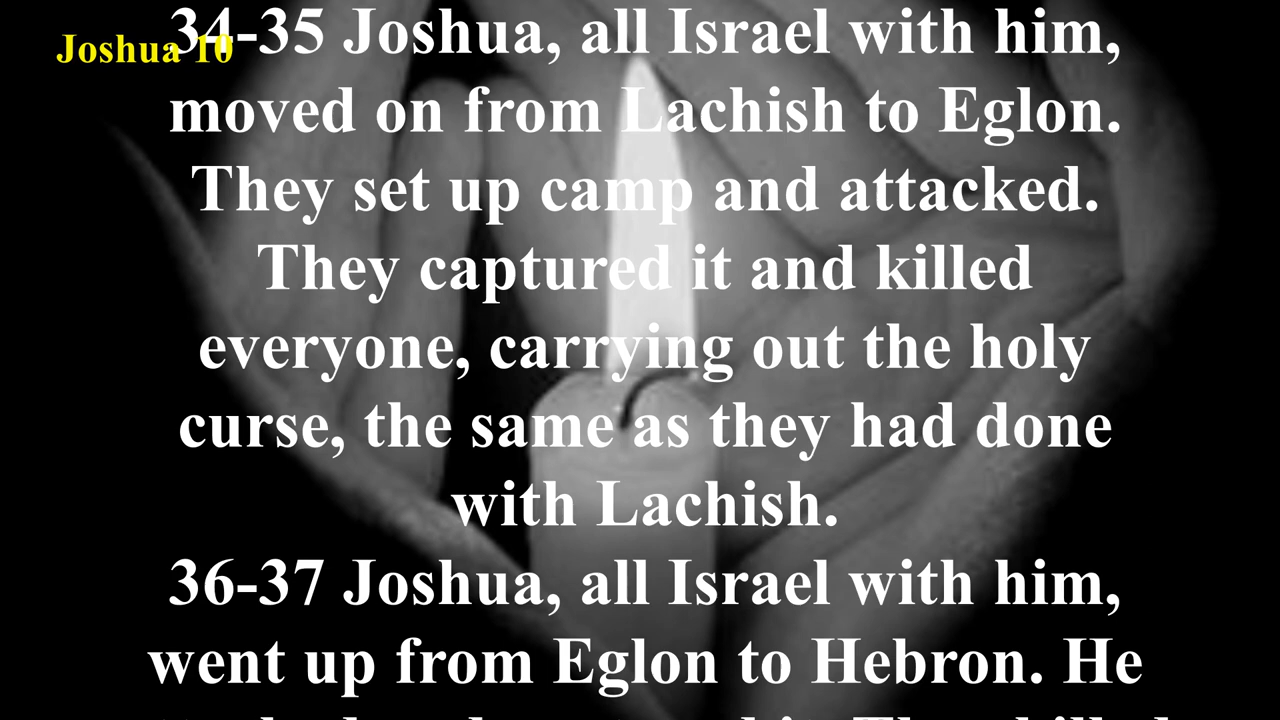 Joshua 10
34-35 Joshua, all Israel with him,
moved on from Lachish to Eglon.
They set up camp and attacked.
They captured it and killed
everyone, carrying out the holy
curse, the same as they had done
with Lachish.
36-37 Joshua, all Israel with him,
went up from Eglon to Hebron. He